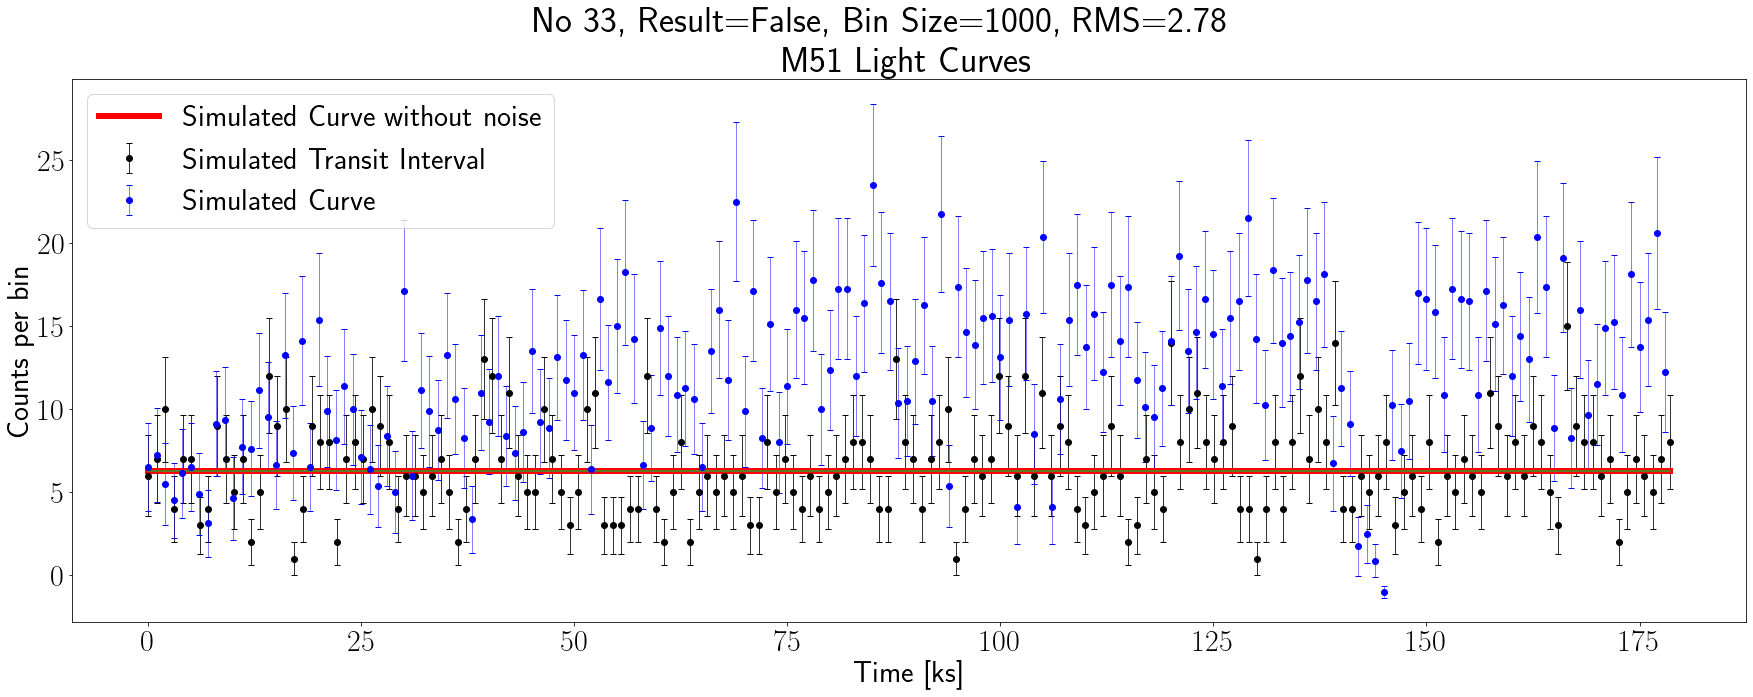 No 33, Result=False, Bin Size=1000, RMS=2.78
M51 Light Curves
Simulated Curve without noise
Simulated Transit Interval
Simulated Curve
Counts per bin
25
20
15
10
5
0
0 25 50 75 100 125 150 175
Time [ks]